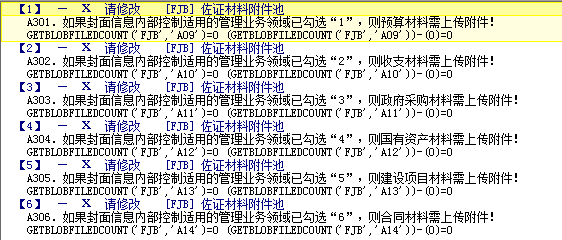 【1】 — X 请修改 [FJB] 佐证材料附件池
A301. 如果封面信息内部控制适用的管理业务领域已勾选“1”，则预算材料需上传附件！
GETBLOBFILEDCOUNT('FJB','A09')=0 (GETBLOBFILEDCOUNT('FJB','A09'))-(0)=0
【2】 — X 请修改 [FJB] 佐证材料附件池
A302. 如果封面信息内部控制适用的管理业务领域已勾选“2”，则收支材料需上传附件！
GETBLOBFILEDCOUNT('FJB','A10')=0 (GETBLOBFILEDCOUNT('FJB','A10'))-(0)=0
【3】 — X 请修改 [FJB] 佐证材料附件池
A303. 如果封面信息内部控制适用的管理业务领域已勾选“3”，则政府采购材料需上传附件！
GETBLOBFILEDCOUNT('FJB','A11')=0 (GETBLOBFILEDCOUNT('FJB','A11'))-(0)=0
【4】 — X 请修改 [FJB] 佐证材料附件池
A304. 如果封面信息内部控制适用的管理业务领域已勾选“4”，则国有资产材料需上传附件！
GETBLOBFILEDCOUNT('FJB','A12')=0 (GETBLOBFILEDCOUNT('FJB','A12'))-(0)=0
【5】 — X 请修改 [FJB] 佐证材料附件池
A305. 如果封面信息内部控制适用的管理业务领域已勾选“5”，则建设项目材料需上传附件！
GETBLOBFILEDCOUNT('FJB','A13')=0 (GETBLOBFILEDCOUNT('FJB','A13'))-(0)=0
【6】 — X 请修改 [FJB] 佐证材料附件池
A306. 如果封面信息内部控制适用的管理业务领域已勾选“6”，则合同材料需上传附件！
GETBLOBFILEDCOUNT('FJB','A14')=0 (GETBLOBFILEDCOUNT('FJB','A14'))-(0)=0